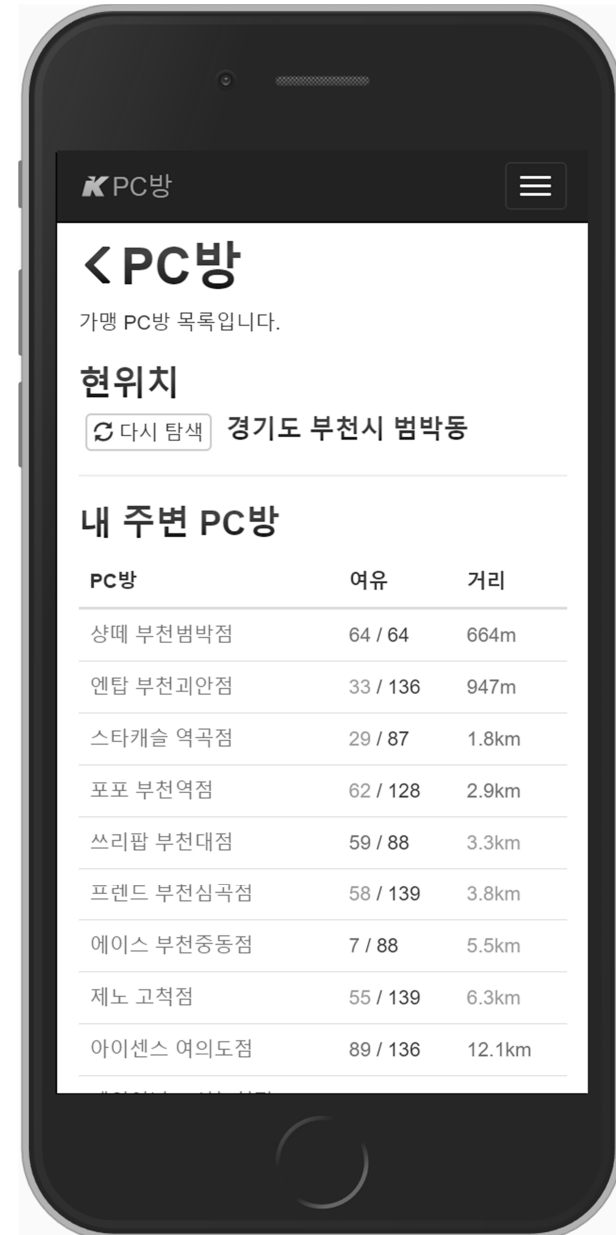 K PC방
PC방
가맹 PC방 목록입니다.
현위치
다시 탐색 경기도 부천시 범박동
내 주변 PC방
PC방 여유 거리
샹떼 부천범박점 64 / 64 664m
엔탑 부천괴안점 33 / 136 947m
스타캐슬 역곡점 29 / 87 1.8km
포포 부천역점 62 / 128 2.9km
쓰리팝 부천대점 59 / 88 3.3km
프렌드 부천심곡점 58 / 139 3.8km
에이스 부천중동점 7 / 88 5.5km
제노 고척점 55 / 139 6.3km
아이센스 여의도점 89 / 136 12.1km